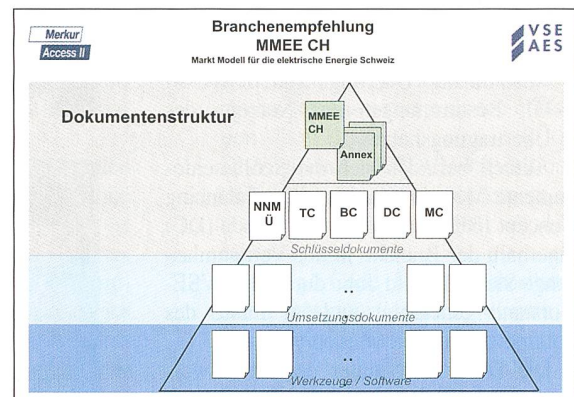 Merkur
Access II
Branchenempfehlung
MMEE CH
Markt Modell für die elektrische Energie Schweiz
VSE
AES
Dokumentenstruktur
MMEE
CH
Annex
NNM
Ü
TC
BC
DC
MC
Schlüsseldokumente
..
Umsetzungsdokumente
..
Werkzeuge / Software